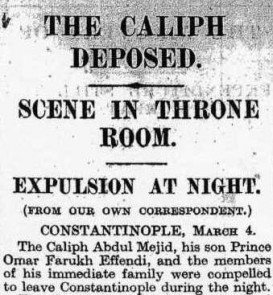 THE CALIPH
DEPOSED.
SCENE IN THRONE
ROOM.
EXPULSION AT NIGHT.
(FROM OUR OWN CORRESPONDENT.)
CONSTANTINOPLE, MARCH 4.
The Caliph Abdul Mejid, his son Prince
Omar Farukh Effendi, and the members
of his immediate family were compelled
to leave Constantinople during the night.